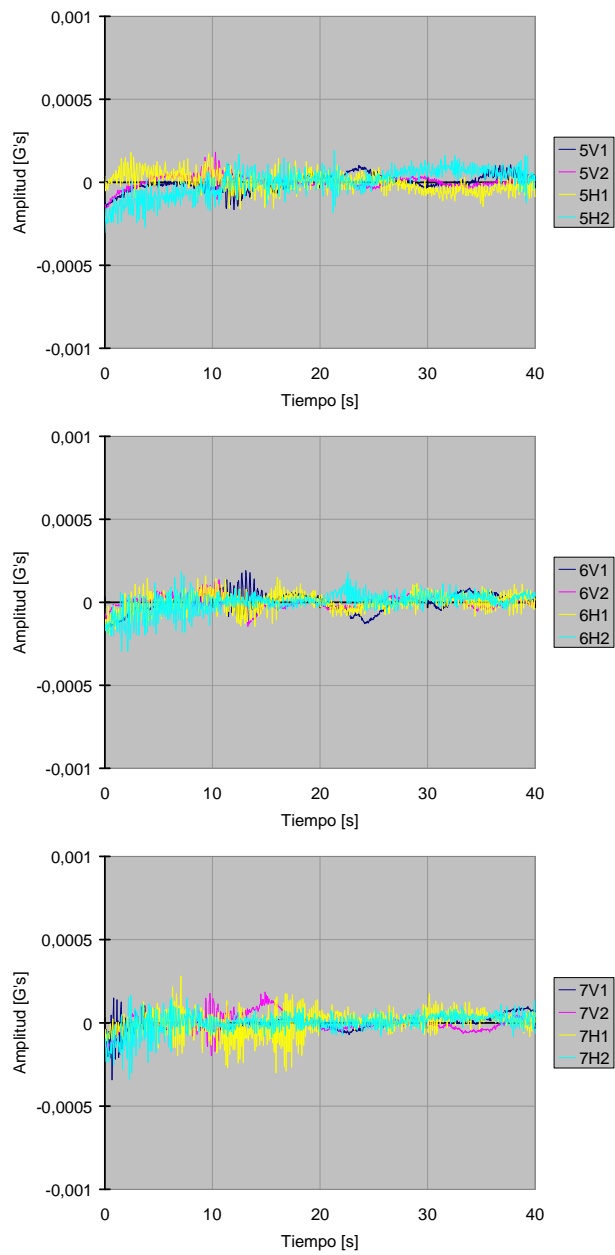 0,001
0,0005
0
-0,0005
-0,001
Amplitud [G's]
0 10 20 30 40
Tiempo [s]
5V1
5V2
5H1
5H2
0,001
0,0005
0
-0,0005
-0,001
Amplitud [G's]
0 10 20 30 40
Tiempo [s]
6V1
6V2
6H1
6H2
0,001
0,0005
0
-0,0005
-0,001
Amplitud [G's]
0 10 20 30 40
Tiempo [s]
7V1
7V2
7H1
7H2